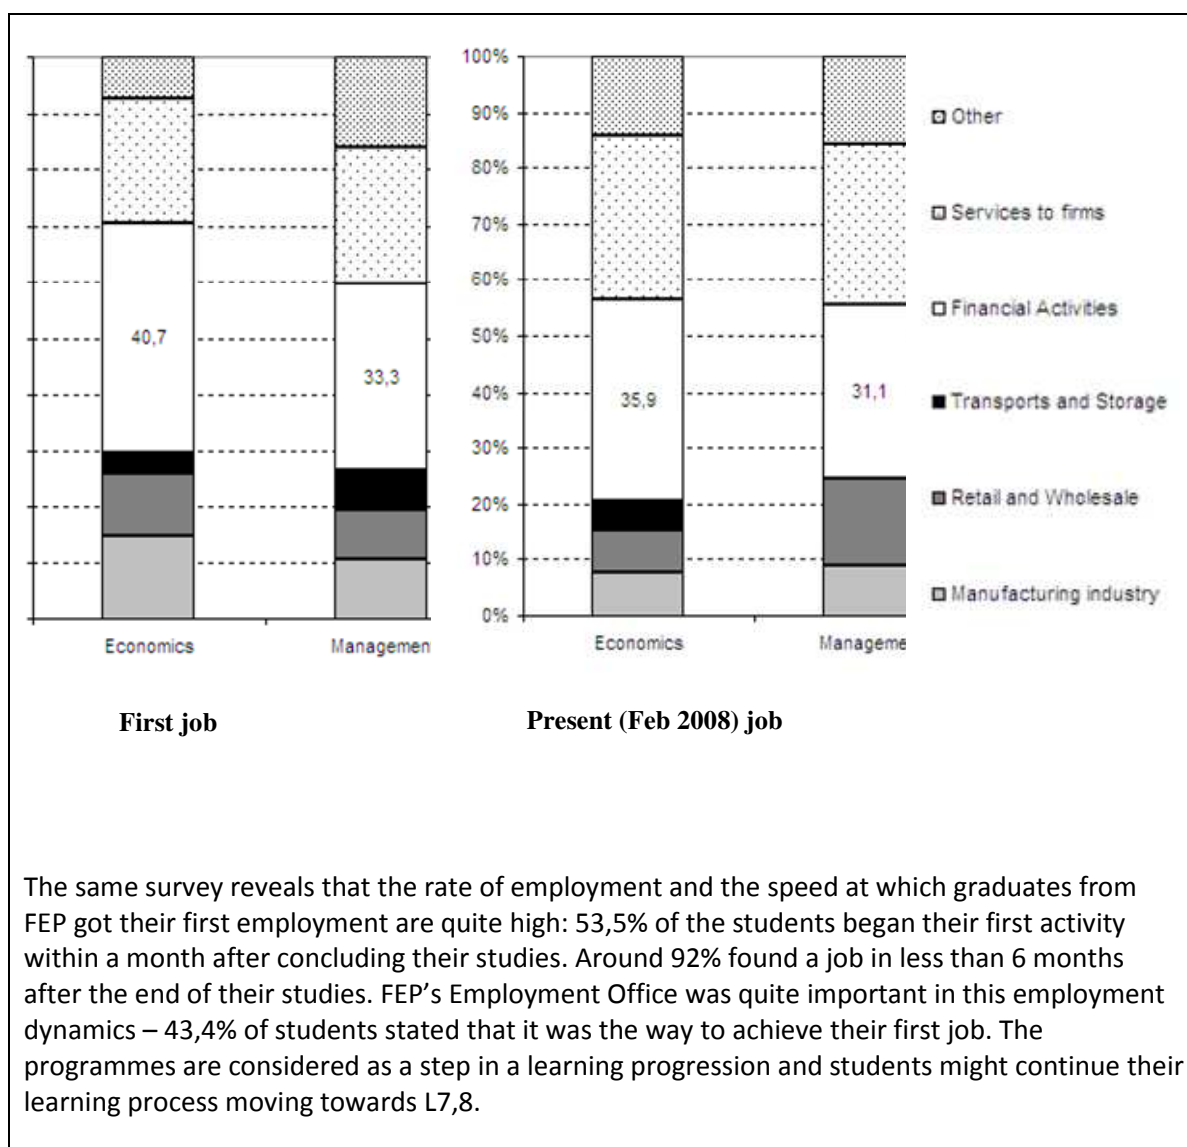 100%
90%
80%
70%
60%
50%
40%
30%
20%
10%
0%
40,7
33,3
35,9
31,1
Other
Services to firms
Financial Activities
Transports and Storage
Retail and Wholesale
Manufacturing industry
Economics
Managemen
Economics
Manageme
First job
Present (Feb 2008) job
The same survey reveals that the rate of employment and the speed at which graduates from
FEP got their first employment are quite high: 53,5% of the students began their first activity
within a month after concluding their studies. Around 92% found a job in less than 6 months
after the end of their studies. FEP’s Employment Office was quite important in this employment
dynamics – 43,4% of students stated that it was the way to achieve their first job. The
programmes are considered as a step in a learning progression and students might continue their
learning process moving towards L7,8.